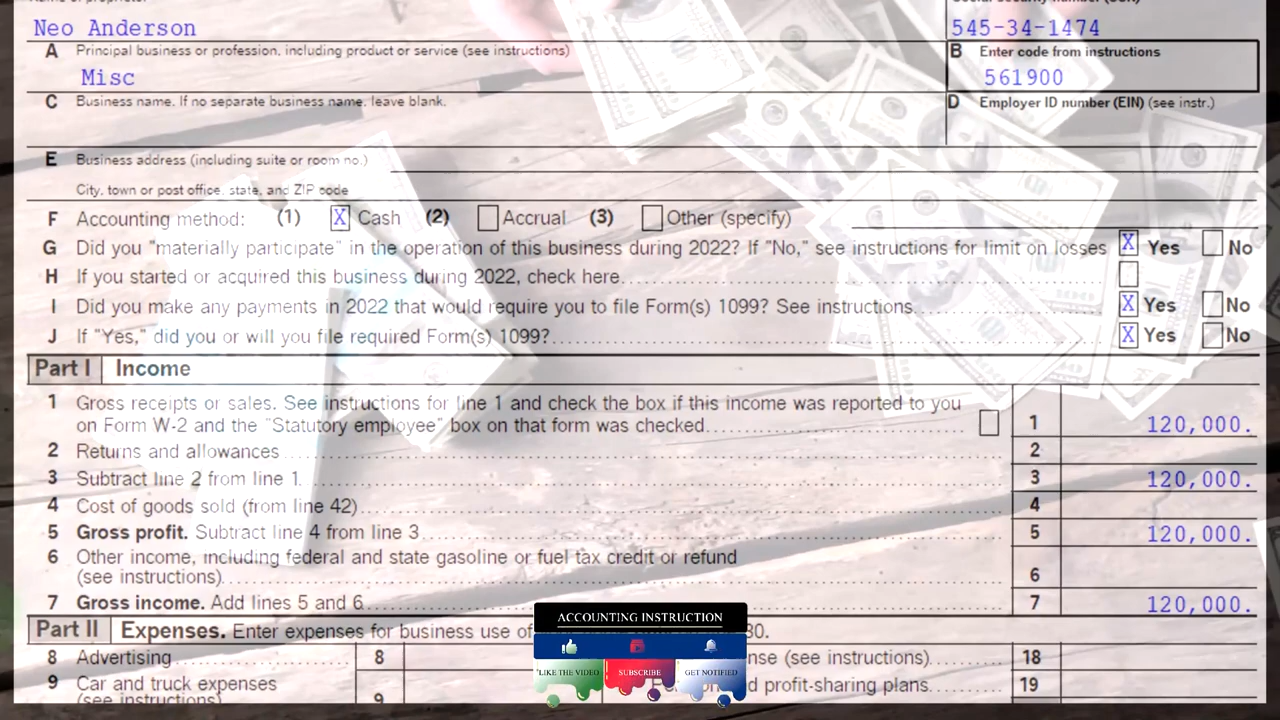 Neo Anderson
545-34-1474
A Principal business or profession, including product or service (see instructions)
B Enter code from instructions
Misc
561900
C Business name. If no separate business name, leave blank.
D Employer ID number (EIN) (see instr.)
E Business address (including suite or room no.)
City, town or post office, state, and ZIP code
F Accounting method: (1) X Cash (2) Accrual (3) Other (specify)
G Did you "materially participate" in the operation of this business during 2022? If "No," see instructions for limit on losses X Yes No
H If you started or acquired this business during 2022, check here
I Did you make any payments in 2022 that would require you to file Form(s) 1099? See instructions X Yes No
J If "Yes," did you or will you file required Form(s) 1099? X Yes No
Part I Income
1 Gross receipts or sales. See instructions for line 1 and check the box if this income was reported to you
on Form W-2 and the "Statutory employee" box on that form was checked 1 120,000.
2 Returns and allowances 2
3 Subtract line 2 from line 1. 3 120,000.
4 Cost of goods sold (from line 42) 4
5 Gross profit. Subtract line 4 from line 3 5 120,000.
6 Other income, including federal and state gasoline or fuel tax credit or refund
(see instructions) 6
7 Gross income. Add lines 5 and 6 7 120,000.
Part II Expenses. Enter expenses for business use of 30.
8 Advertising 8 nse (see instructions) 18
9 Car and truck expenses d profit-sharing plans 19
(see instructions) 9
ACCOUNTING INSTRUCTION
LIKE THE VIDEO SUBSCRIBE GET NOTIFIED